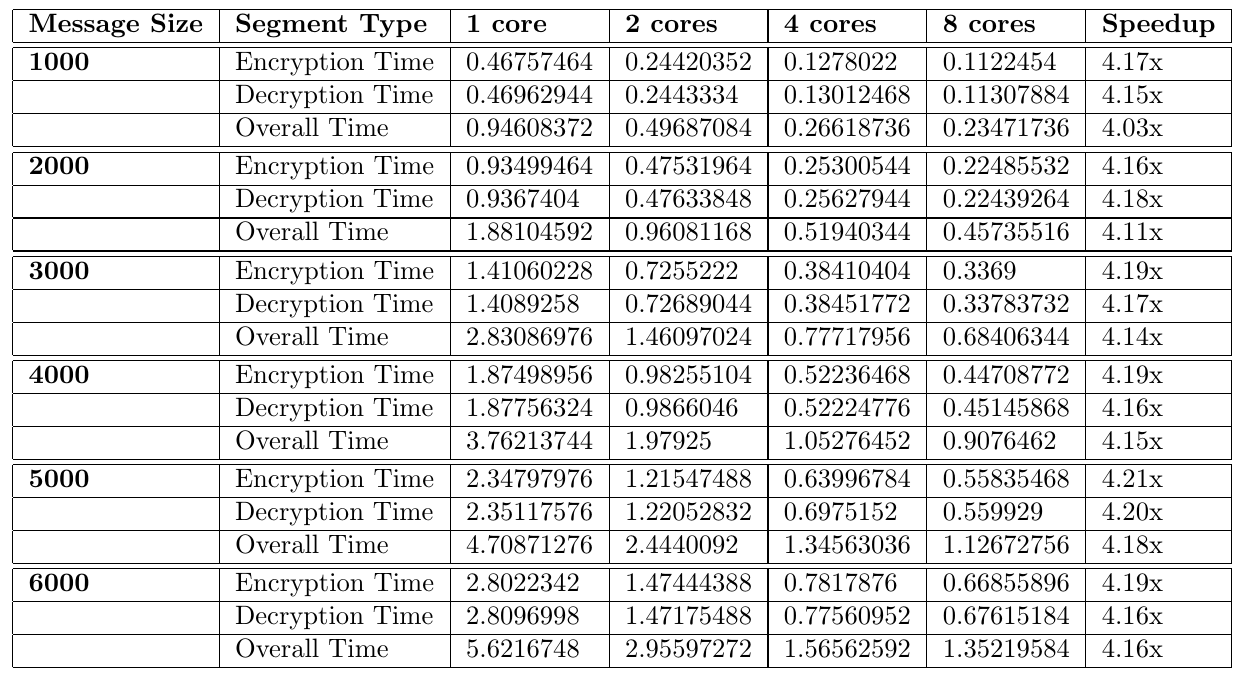 Message Size Segment Type 1 core 2 cores 4 cores 8 cores Speedup
1000 Encryption Time 0.46757464 0.24420352 0.1278022 0.1122454 4.17x
Decryption Time 0.46962944 0.2443334 0.13012468 0.11307884 4.15x
Overall Time 0.94608372 0.49687084 0.26618736 0.23471736 4.03x
2000 Encryption Time 0.93499464 0.47531964 0.25300544 0.22485532 4.16x
Decryption Time 0.9367404 0.47633848 0.25627944 0.22439264 4.18x
Overall Time 1.88104592 0.96081168 0.51940344 0.45735516 4.11x
3000 Encryption Time 1.41060228 0.7255222 0.38410404 0.3369 4.19x
Decryption Time 1.4089258 0.72689044 0.38451772 0.33783732 4.17x
Overall Time 2.83086976 1.46097024 0.77717956 0.68406344 4.14x
4000 Encryption Time 1.87498956 0.98255104 0.52236468 0.44708772 4.19x
Decryption Time 1.87756324 0.9866046 0.52224776 0.45145868 4.16x
Overall Time 3.76213744 1.97925 1.05276452 0.9076462 4.15x
5000 Encryption Time 2.34797976 1.21547488 0.63996784 0.55835468 4.21x
Decryption Time 2.35117576 1.22052832 0.6975152 0.559929 4.20x
Overall Time 4.70871276 2.4440092 1.34563036 1.12672756 4.18x
6000 Encryption Time 2.8022342 1.47444388 0.7817876 0.66855896 4.19x
Decryption Time 2.8096998 1.47175488 0.77560952 0.67615184 4.16x
Overall Time 5.6216748 2.95597272 1.56562592 1.35219584 4.16x